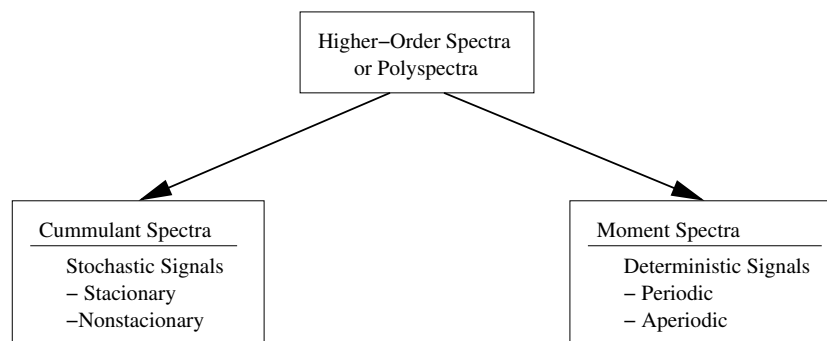 Higher−Order Spectra
or Polyspectra
Cummulant Spectra
Stochastic Signals
− Stacionary
−Nonstacionary
Moment Spectra
Deterministic Signals
− Periodic
− Aperiodic